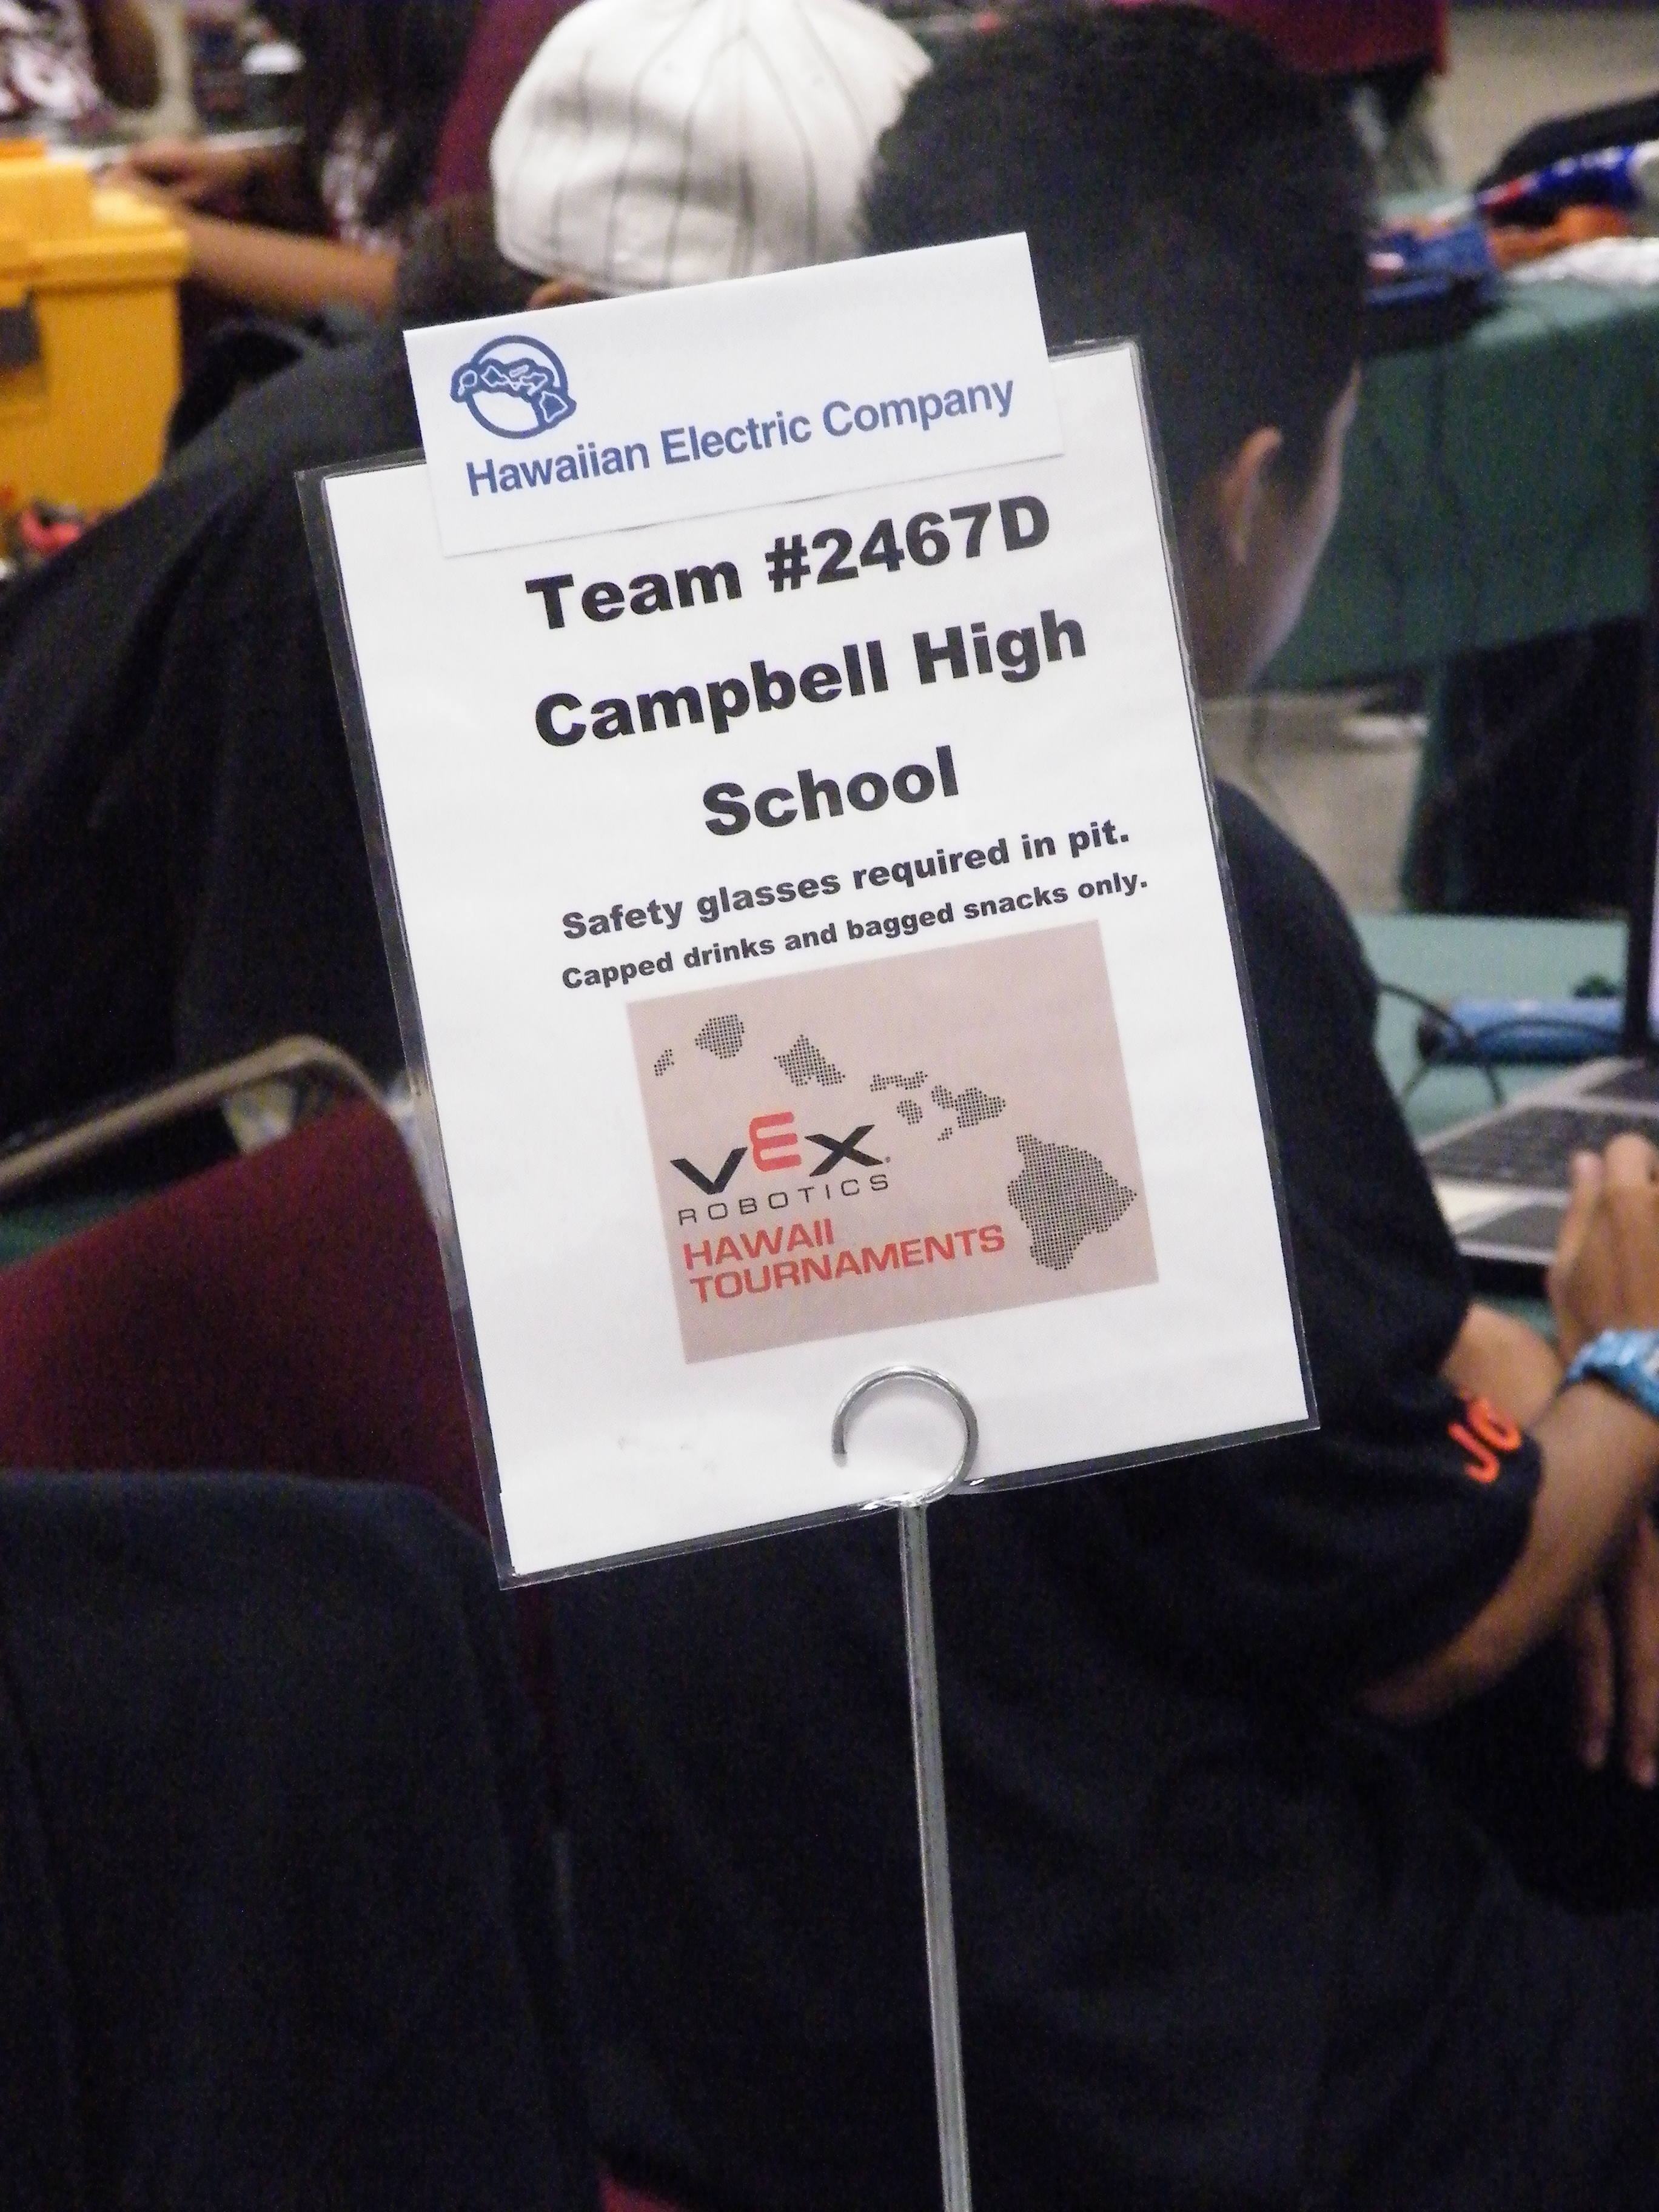 Hawaiian Electric Company
Team #2467D
Campbell High
School
Safety glasses required in pit.
Capped drinks and bagged snacks only.
VEX
ROBOTICS
HAWAII
TOURNAMENTS